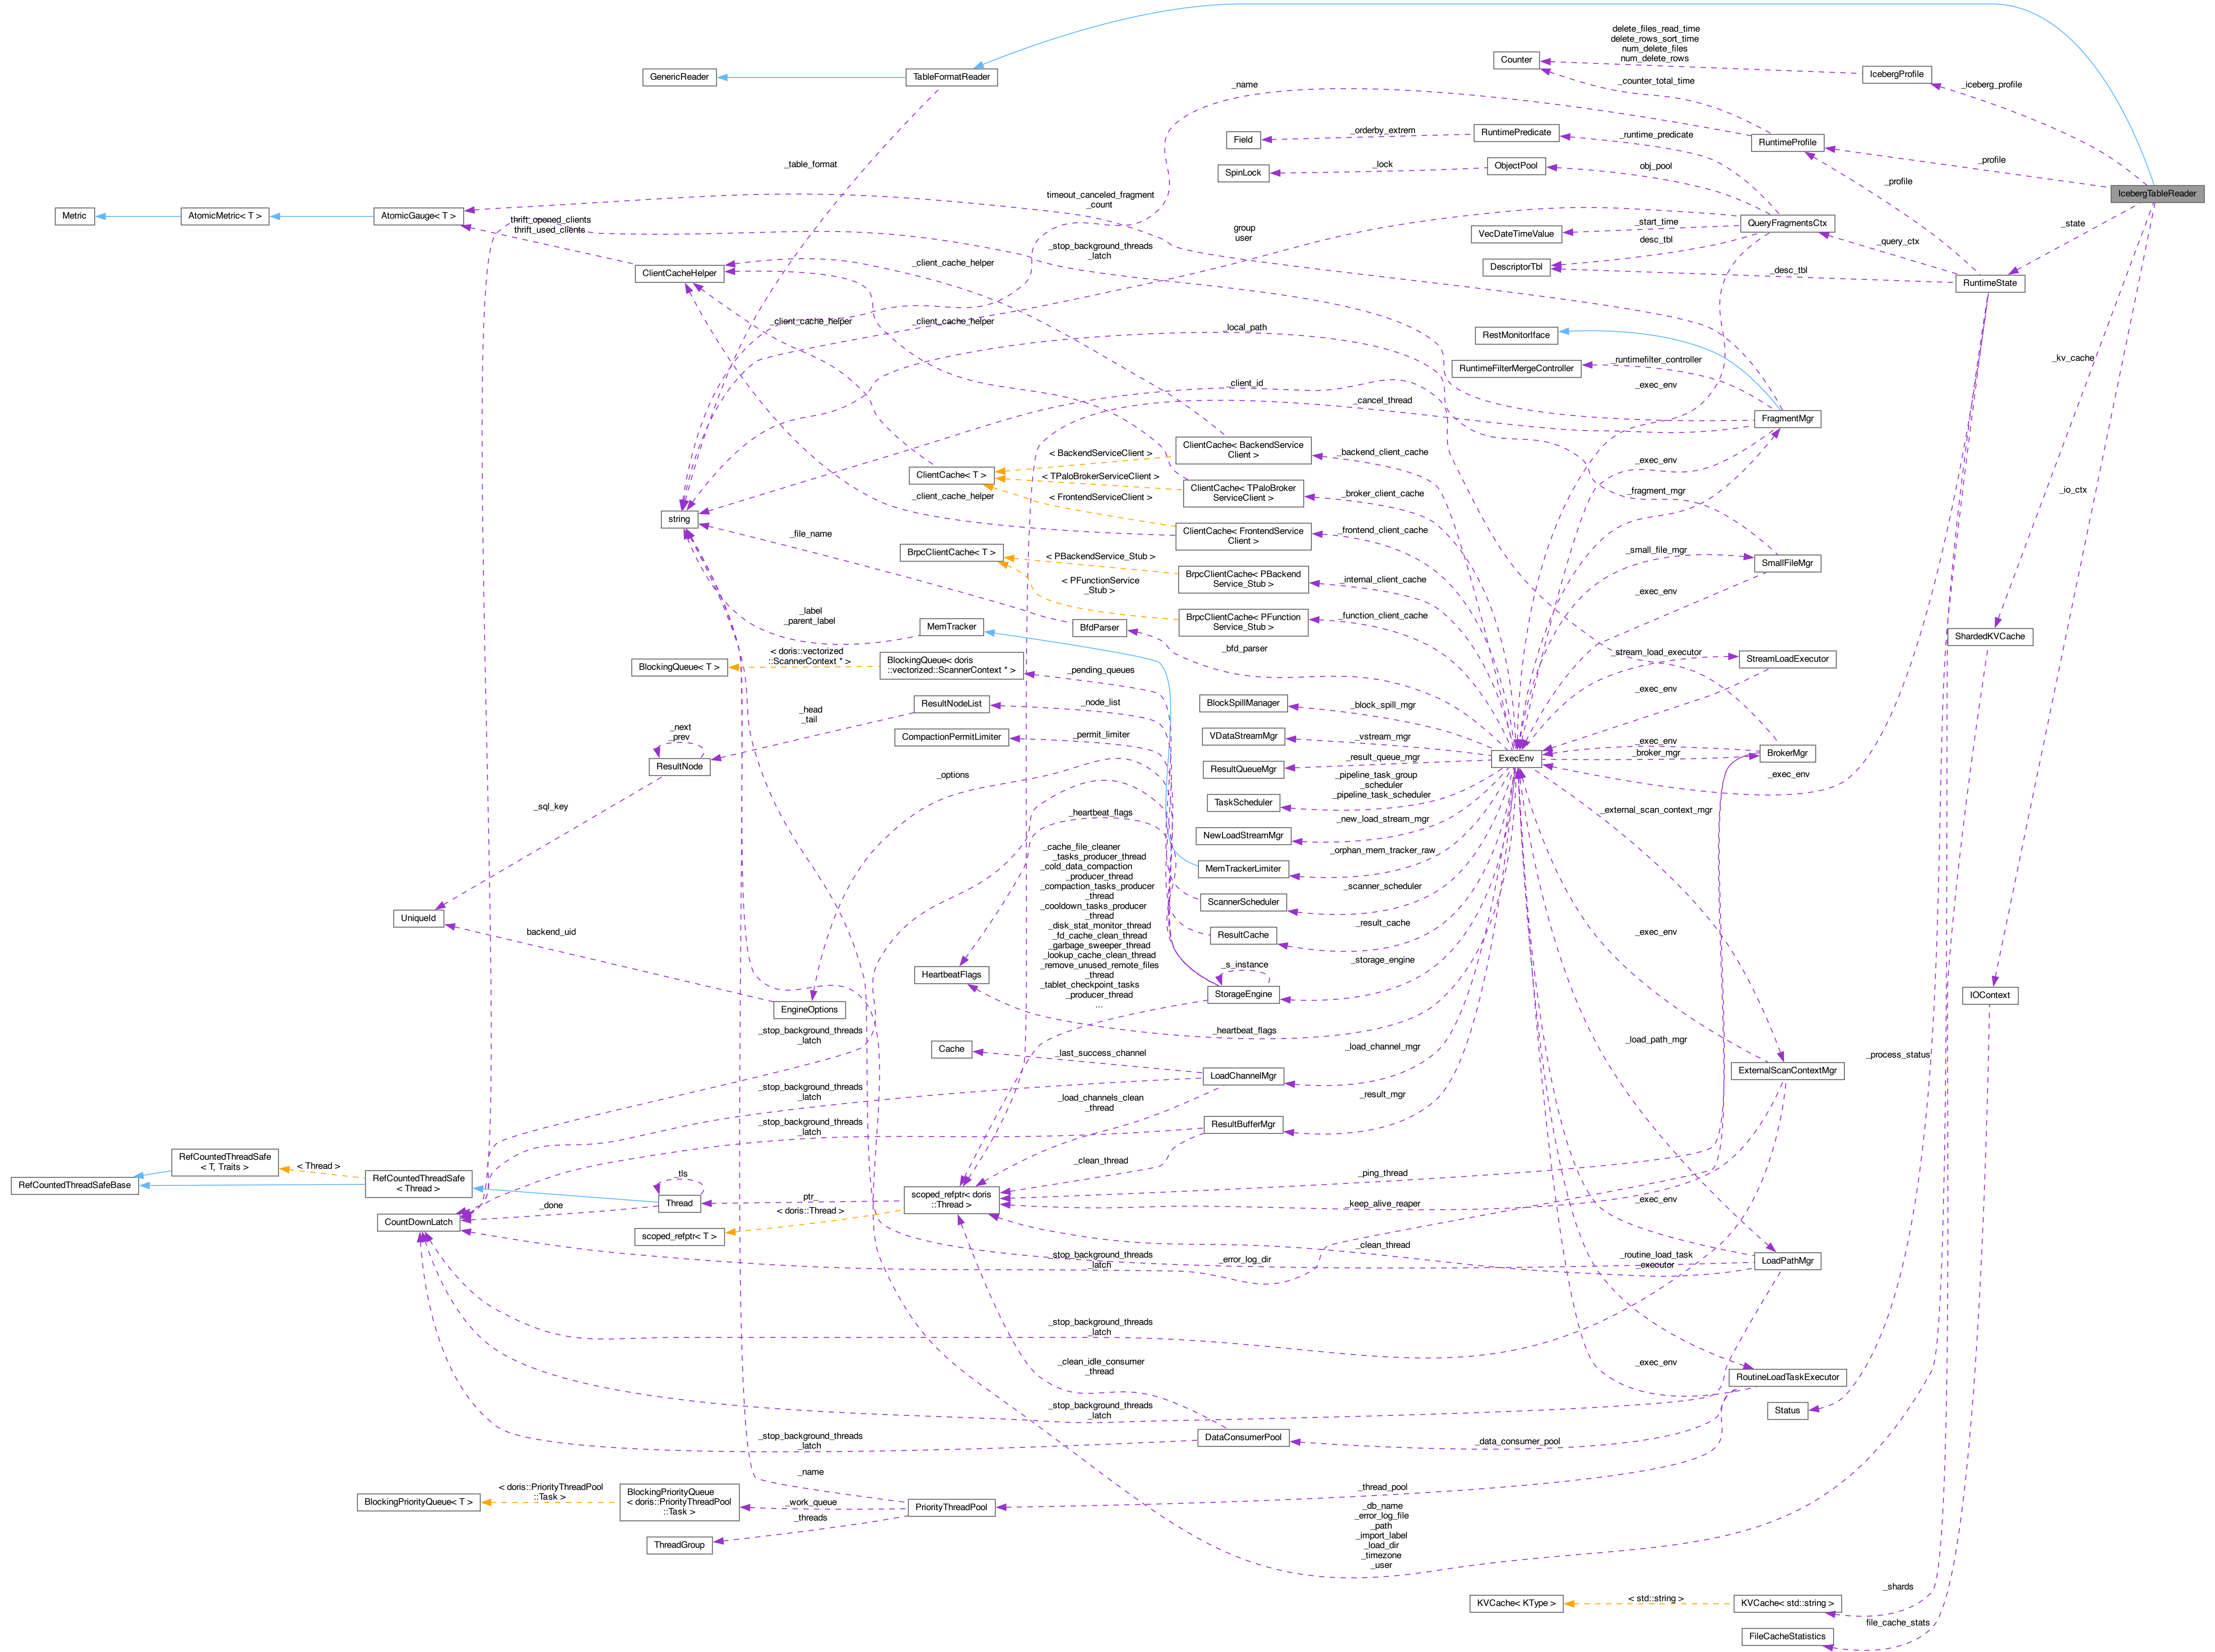 delete_files_read_time
delete_rows_sort_time
num_delete_files
num_delete_rows
Counter
IcebergProfile
_iceberg_profile
GenericReader
TableFormatReader
_counter_total_time
_name
Field
_orderby_extrem
RuntimePredicate
_runtime_predicate
RuntimeProfile
_profile
SpinLock
_lock
ObjectPool
obj_pool
_table_format
_profile
IcebergTableReader
timeout_canceled_fragment
_count
Metric
AtomicMetric< T >
AtomicGauge< T >
thrift_opened_clients
thrift_used_clients
group
user
VecDateTimeValue
_start_time
QueryFragmentsCtx
_state
desc_tbl
_query_ctx
_stop_background_threads
_latch
ClientCacheHelper
_client_cache_helper
DescriptorTbl
_desc_tbl
RuntimeState
_client_cache_helper
_client_cache_helper
local_path
RestMonitorIface
_runtimefilter_controller
RuntimeFilterMergeController
_kv_cache
client_id
_exec_env
_cancel_thread
FragmentMgr
ClientCache< BackendService
Client >
_backend_client_cache
< BackendServiceClient >
_exec_env
ClientCache< T >
< TPaloBrokerServiceClient >
ClientCache< TPaloBroker
ServiceClient >
_broker_client_cache
_fragment_mgr
_io_ctx
_client_cache_helper
< FrontendServiceClient >
string
ClientCache< FrontendService
Client >
_frontend_client_cache
_file_name
BrpcClientCache< T >
< PBackendService_Stub >
_small_file_mgr
SmallFileMgr
BrpcClientCache< PBackend
Service_Stub >
_internal_client_cache
< PFunctionService
_Stub >
_exec_env
_label
_parent_label
MemTracker
BfdParser
BrpcClientCache< PFunction
Service_Stub >
_function_client_cache
ShardedKVCache
_bfd_parser
_stream_load_executor
StreamLoadExecutor
BlockingQueue< T >
< doris::vectorized
::ScannerContext * >
BlockingQueue< doris
::vectorized::ScannerContext * >
_pending_queues
_exec_env
_head
_tail
ResultNodeList
_node_list
BlockSpillManager
_block_spill_mgr
_next
_prev
CompactionPermitLimiter
_permit_limiter
VDataStreamMgr
_vstream_mgr
_exec_env
BrokerMgr
ResultNode
_result_queue_mgr
ExecEnv
broker_mgr
ResultQueueMgr
_options
_pipeline_task_group
_scheduler
_pipeline_task_scheduler
TaskScheduler
_exec_env
_sql_key
_heartbeat_flags
_external_scan_context_mgr
NewLoadStreamMgr
_new_load_stream_mgr
_cache_file_cleaner
_tasks_producer_thread
_cold_data_compaction
_producer_thread
_compaction_tasks_producer
_thread
_cooldown_tasks_producer
_thread
_disk_stat_monitor_thread
_fd_cache_clean_thread
_garbage_sweeper_thread
_lookup_cache_clean_thread
_remove_unused_remote_files
_thread
_tablet_checkpoint_tasks
_producer_thread
...
_orphan_mem_tracker_raw
MemTrackerLimiter
_scanner_scheduler
ScannerScheduler
UniqueId
backend_uid
_result_cache
ResultCache
_exec_env
_storage_engine
HeartbeatFlags
_s_instance
StorageEngine
IOContext
EngineOptions
_stop_background_threads
_latch
_heartbeat_flags
Cache
_last_success_channel
_load_channel_mgr
_load_path_mgr
_process_status
LoadChannelMgr
ExternalScanContextMgr
_stop_background_threads
_latch
_load_channels_clean
_thread
_result_mgr
_stop_background_threads
_latch
ResultBufferMgr
RefCountedThreadSafeBase
RefCountedThreadSafe
< T, Traits >
< Thread >
RefCountedThreadSafe
< Thread >
_tls
_clean_thread
_ping_thread
Thread
ptr_
scoped_refptr< doris
::Thread >
_keep_alive_reaper
_exec_env
_done
< doris::Thread >
CountDownLatch
scoped_refptr< T >
_clean_thread
_stop_background_threads
_latch
_error_log_dir
_routine_load_task
_executor
LoadPathMgr
_stop_background_threads
_latch
_clean_idle_consumer
_thread
_exec_env
RoutineLoadTaskExecutor
_stop_background_threads
_latch
Status
_stop_background_threads
_latch
DataConsumerPool
_data_consumer_pool
_name
BlockingPriorityQueue< T >
< doris::PriorityThreadPool
::Task >
BlockingPriorityQueue
< doris::PriorityThreadPool
::Task >
_work_queue
PriorityThreadPool
_thread_pool
_threads
ThreadGroup
_db_name
_error_log_file
_path
_import_label
_load_dir
_timezone
_user
_shards
KVCache< KType >
< std::string >
KVCache< std::string >
file_cache_stats
FileCacheStatistics